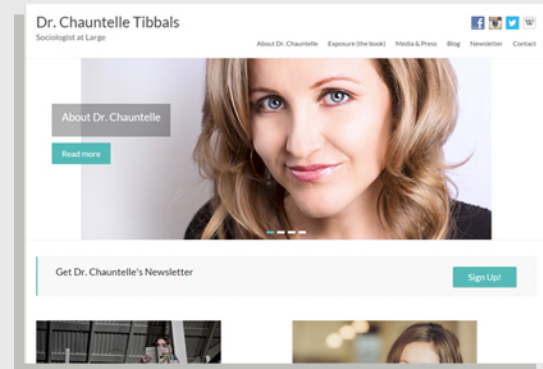 Dr. Chauntelle Tibbals
Sociologist at Large
About Dr. Chauntelle Exposure (the book) Media & Press Blog Newsletter Contact
About Dr. Chauntelle
Read more
Get Dr. Chauntelle's Newsletter
Sign Up!